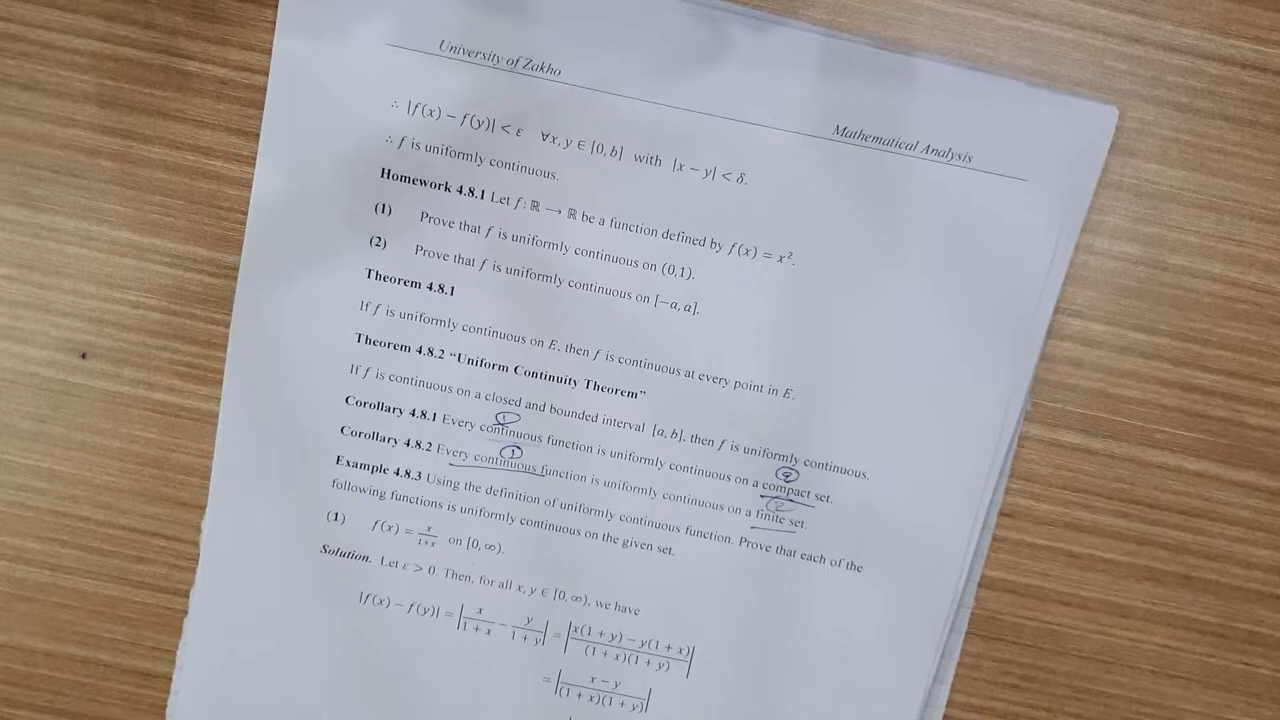 University of Zakho
Mathematical Analysis
∴ |f(x) − f(y)| < ε ∀x, y ∈ [0, b] with |x − y| < δ.
∴ f is uniformly continuous.
Homework 4.8.1 Let f: ℝ ⟶ ℝ be a function defined by f(x) = x².
(1) Prove that f is uniformly continuous on (0,1).
(2) Prove that f is uniformly continuous on [−a, a].
Theorem 4.8.1
If f is uniformly continuous on E, then f is continuous at every point in E.
Theorem 4.8.2 “Uniform Continuity Theorem”
If f is continuous on a closed and bounded interval [a, b], then f is uniformly continuous.
Corollary 4.8.1 Every continuous function is uniformly continuous on a compact set.
Corollary 4.8.2 Every continuous function is uniformly continuous on a finite set.
Example 4.8.3 Using the definition of uniformly continuous function. Prove that each of the
following functions is uniformly continuous on the given set.
(1) f(x) = x/(1+x) on [0, ∞).
Solution. Let ε > 0. Then, for all x, y ∈ [0, ∞), we have
|f(x) − f(y)| = |x/(1 + x) − y/(1 + y)| = |(x(1 + y) − y(1 + x))/((1 + x)(1 + y))|
= |(x − y)/((1 + x)(1 + y))|